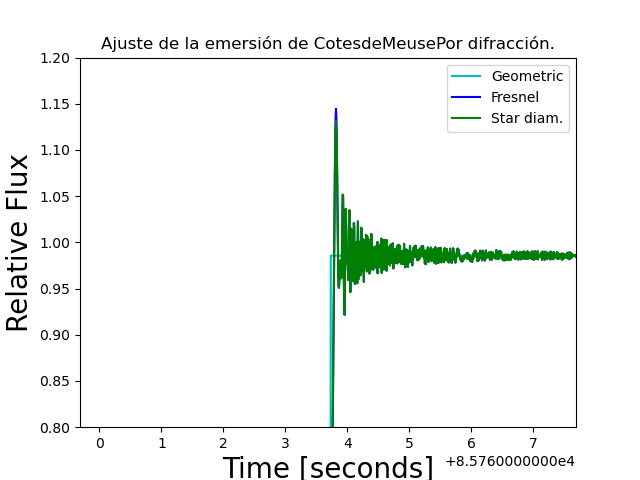 Ajuste de la emersión de CotesdeMeusePor difracción.
Relative Flux
1.20
1.15
1.10
1.05
1.00
0.95
0.90
0.85
0.80
Geometric
Fresnel
Star diam.
0 1 2 3 4 5 6 7
Time [seconds]
+8.5760000000e4